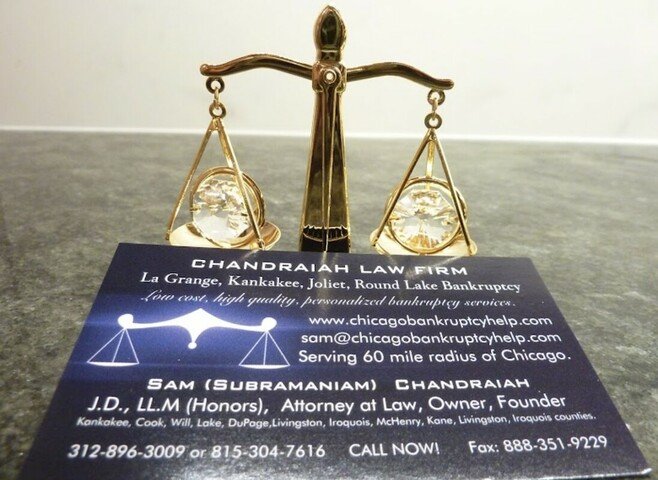 CHANDRAIAH LAW FIRM
La Grange, Kankakee, Joliet, Round Lake Bankruptcy
Low cost, high quality, personalized bankruptcy services.
www.chicagobankruptcyhelp.com
sam@chicagobankruptcyhelp.com
Serving 60 mile radius of Chicago.
SAM (SUBRAMANIAM) CHANDRAIAH
J.D., LL.M (Honors), Attorney at Law, Owner, Founder
Kankakee, Cook, Will, Lake, DuPage,Livingston, Iroquois, McHenry, Kane, Livingston, Iroquois counties.
312-896-3009 or 815-304-7616 CALL NOW! Fax: 888-351-9229